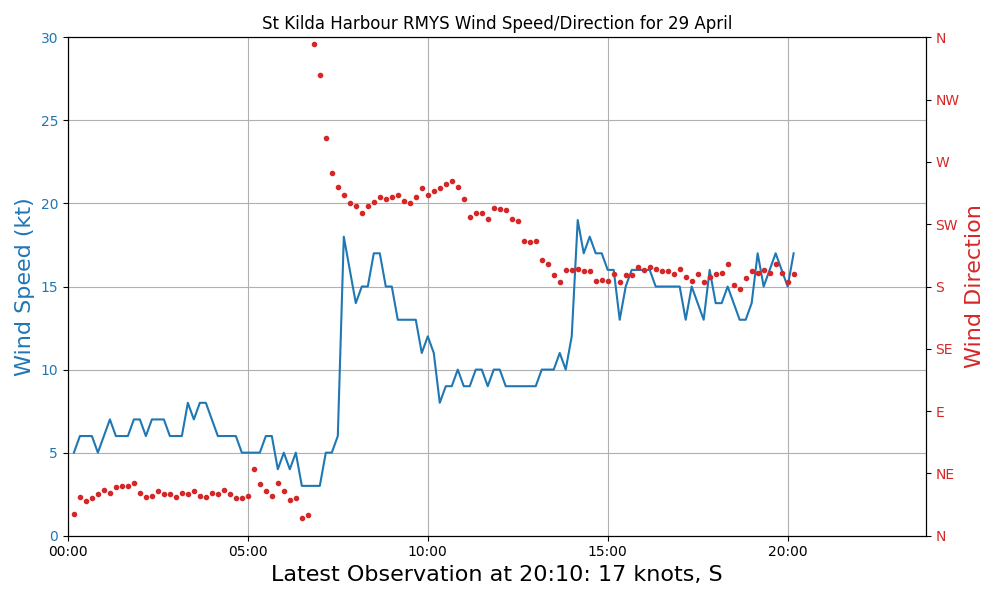 St Kilda Harbour RMYS Wind Speed/Direction for 29 April
Wind Speed (kt)
30
25
20
15
10
5
0
00:00
05:00
10:00
15:00
20:00
N
NW
W
SW
S
SE
E
NE
N
Wind Direction
Latest Observation at 20:10: 17 knots, S